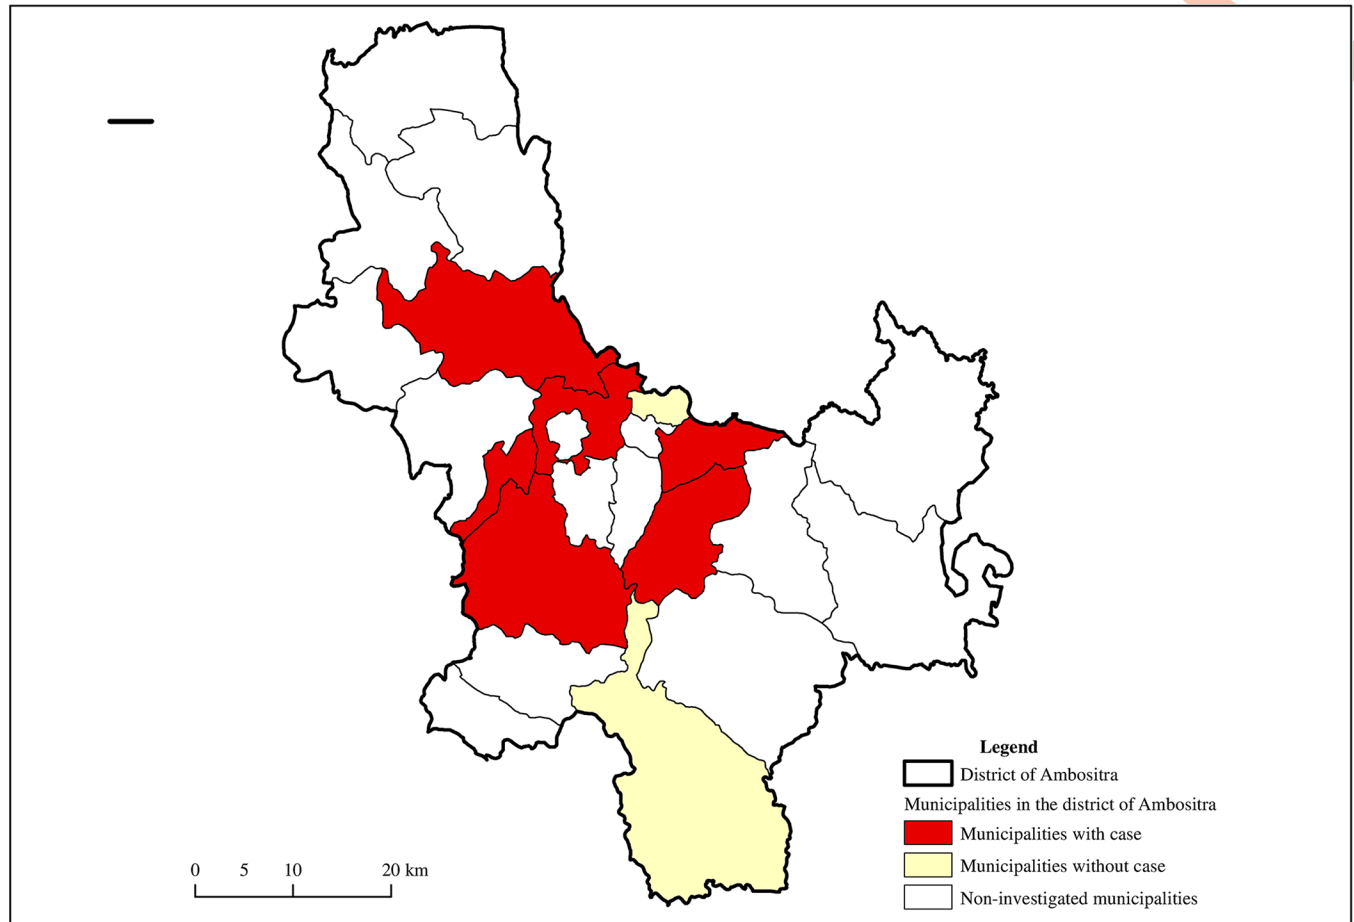 Legend
District of Ambositra
Municipalities in the district of Ambositra
Municipalities with case
Municipalities without case
Non-investigated municipalities
0 5 10 20 km